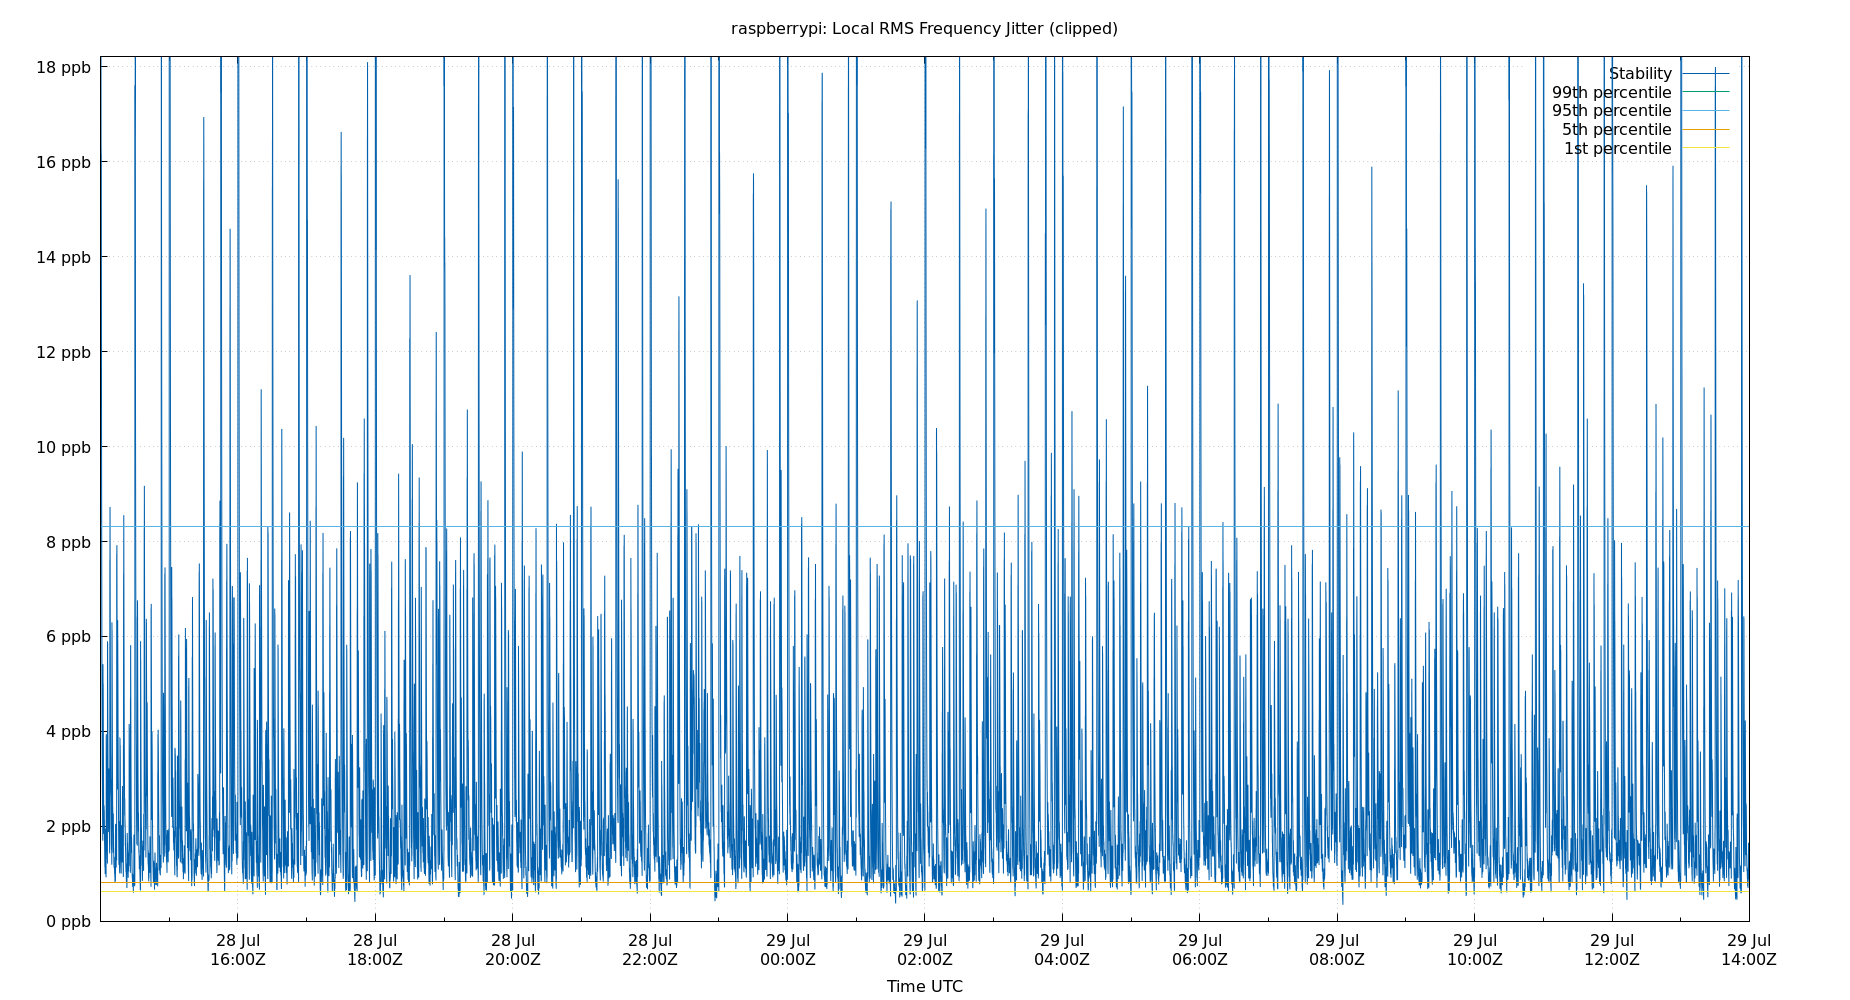 raspberrypi: Local RMS Frequency Jitter (clipped)
18 ppb
16 ppb
14 ppb
12 ppb
10 ppb
8 ppb
6 ppb
4 ppb
2 ppb
0 ppb
Stability
99th percentile
95th percentile
5th percentile
1st percentile
28 Jul 28 Jul 28 Jul 28 Jul 29 Jul 29 Jul 29 Jul 29 Jul 29 Jul 29 Jul 29 Jul 29 Jul
16:00Z 18:00Z 20:00Z 22:00Z 00:00Z 02:00Z 04:00Z 06:00Z 08:00Z 10:00Z 12:00Z 14:00Z
Time UTC